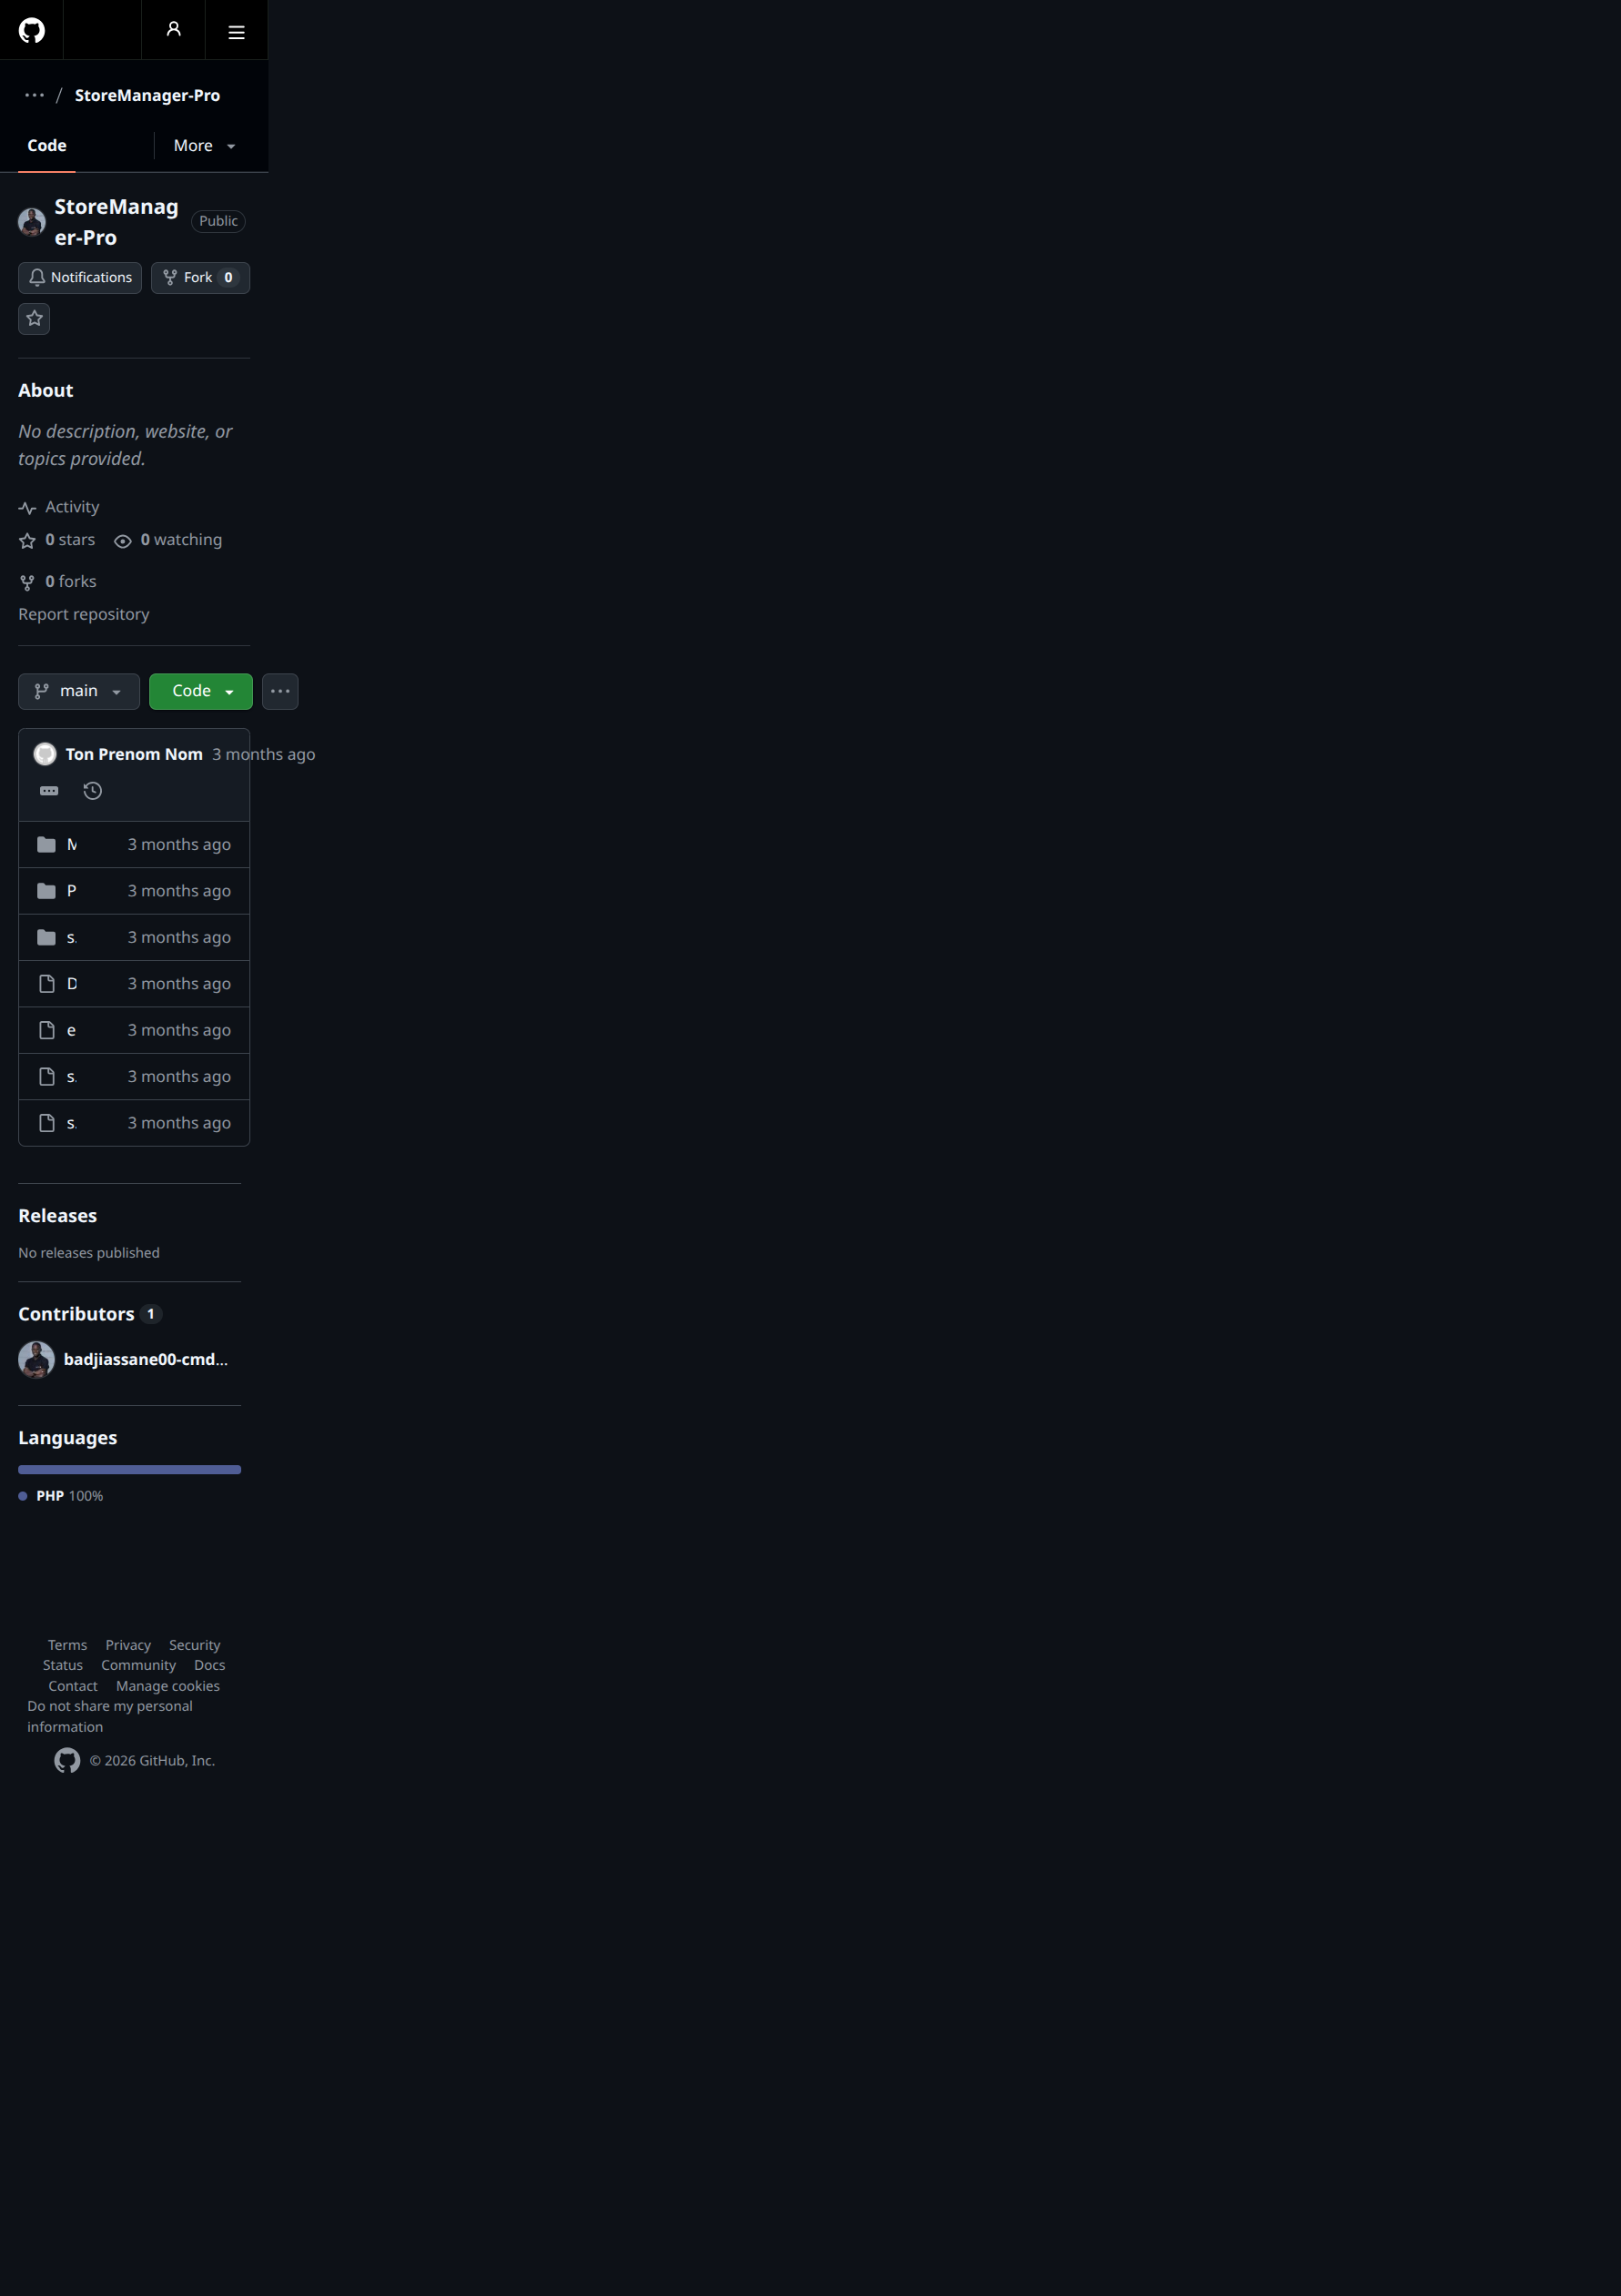 StoreManager-Pro
Code
More
StoreManag
er-Pro
Public
Notifications
Fork 0
About
No description, website, or
topics provided.
Activity
0 stars
0 watching
0 forks
Report repository
main
Code
Ton Prenom Nom 3 months ago
M 3 months ago
P 3 months ago
s 3 months ago
D 3 months ago
e 3 months ago
s 3 months ago
s 3 months ago
Releases
No releases published
Contributors 1
badjiassane00-cmd...
Languages
PHP 100%
Terms Privacy Security
Status Community Docs
Contact Manage cookies
Do not share my personal
information
© 2026 GitHub, Inc.